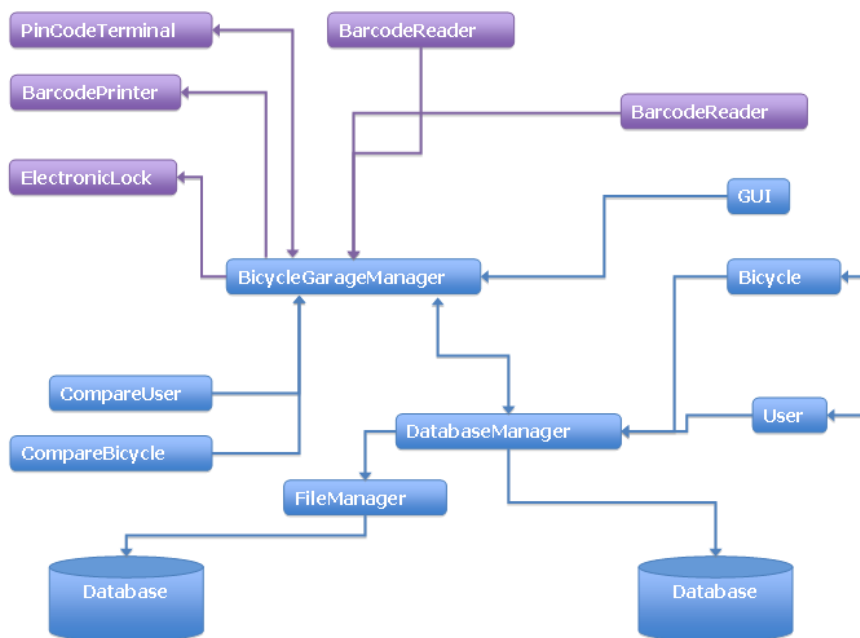 PinCodeTerminal
BarcodeReader
BarcodePrinter
BarcodeReader
ElectronicLock
GUI
BicycleGarageManager
Bicycle
CompareUser
User
DatabaseManager
CompareBicycle
FileManager
Database
Database